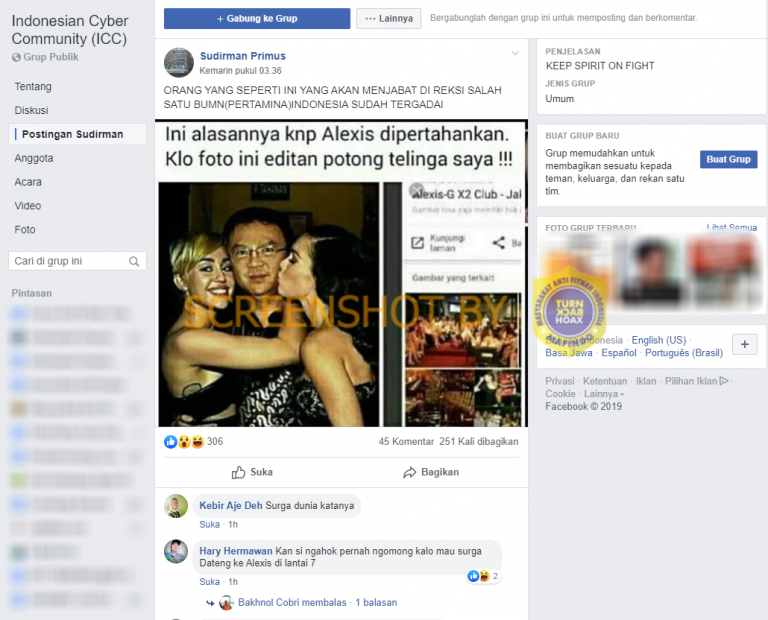 Indonesian Cyber
Community (ICC)
Grup Publik
Tentang
Diskusi
Postingan Sudirman
Anggota
Acara
Video
Foto
Cari di grup ini
Pintasan
+ Gabung ke Grup
··· Lainnya
Bergabunglah dengan grup ini untuk memposting dan berkomentar.
Sudirman Primus
Kemarin pukul 03.36
ORANG YANG SEPERTI INI YANG AKAN MENJABAT DI REKSI SALAH
SATU BUMN(PERTAMINA)INDONESIA SUDAH TERGADAI
Ini alasannya knp Alexis dipertahankan.
Klo foto ini editan potong telinga saya !!!
Alexis-G X2 Club - Jal
Gambar
Kunjungi
laman
Ba
Gambar yang terkait
SCREENSHOT BY
306
45 Komentar 251 Kali dibagikan
Suka
Bagikan
Kebir Aje Deh Surga dunia katanya
Suka · 1h
Hary Hermawan Kan si ngahok pernah ngomong kalo mau surga
Dateng ke Alexis di lantai 7
2
Suka · 1h
Bakhnol Cobri membalas · 1 balasan
PENJELASAN
KEEP SPIRIT ON FIGHT
JENIS GRUP
Umum
BUAT GRUP BARU
Grup memudahkan untuk
membagikan sesuatu kepada
teman, keluarga, dan rekan satu
tim.
Buat Grup
FOTO GRUP TERBARU
Lihat Semua
MASYARAKAT ANTI FITNAH INDONESIA
TURN
BACK
HOAX
MAFINDO
Indonesia · English (US) ·
Basa Jawa · Español · Português (Brasil)
+
Privasi · Ketentuan · Iklan · Pilihan Iklan ·
Cookie · Lainnya
Facebook © 2019